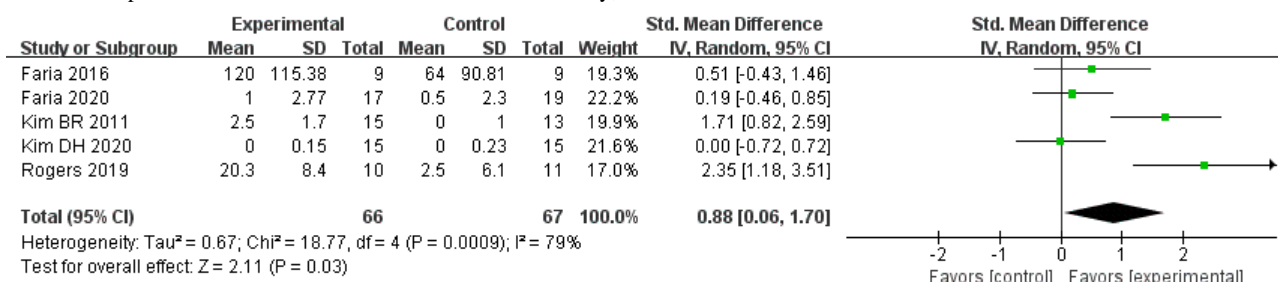 Experimental Control Std. Mean Difference Std. Mean Difference
Study or Subgroup Mean SD Total Mean SD Total Weight IV, Random, 95% CI IV, Random, 95% CI
Faria 2016 120 115.38 9 64 90.81 9 19.3% 0.51 [-0.43, 1.46]
Faria 2020 1 2.77 17 0.5 2.3 19 22.2% 0.19 [-0.46, 0.85]
Kim BR 2011 2.5 1.7 15 0 1 13 19.9% 1.71 [0.82, 2.59]
Kim DH 2020 0 0.15 15 0 0.23 15 21.6% 0.00 [-0.72, 0.72]
Rogers 2019 20.3 8.4 10 2.5 6.1 11 17.0% 2.35 [1.18, 3.51]
Total (95% CI) 66 67 100.0% 0.88 [0.06, 1.70]
Heterogeneity: Tau² = 0.67; Chi² = 18.77, df = 4 (P = 0.0009); I² = 79%
Test for overall effect: Z = 2.11 (P = 0.03)
-2 -1 0 1 2
Favors [control] Favors [experimental]